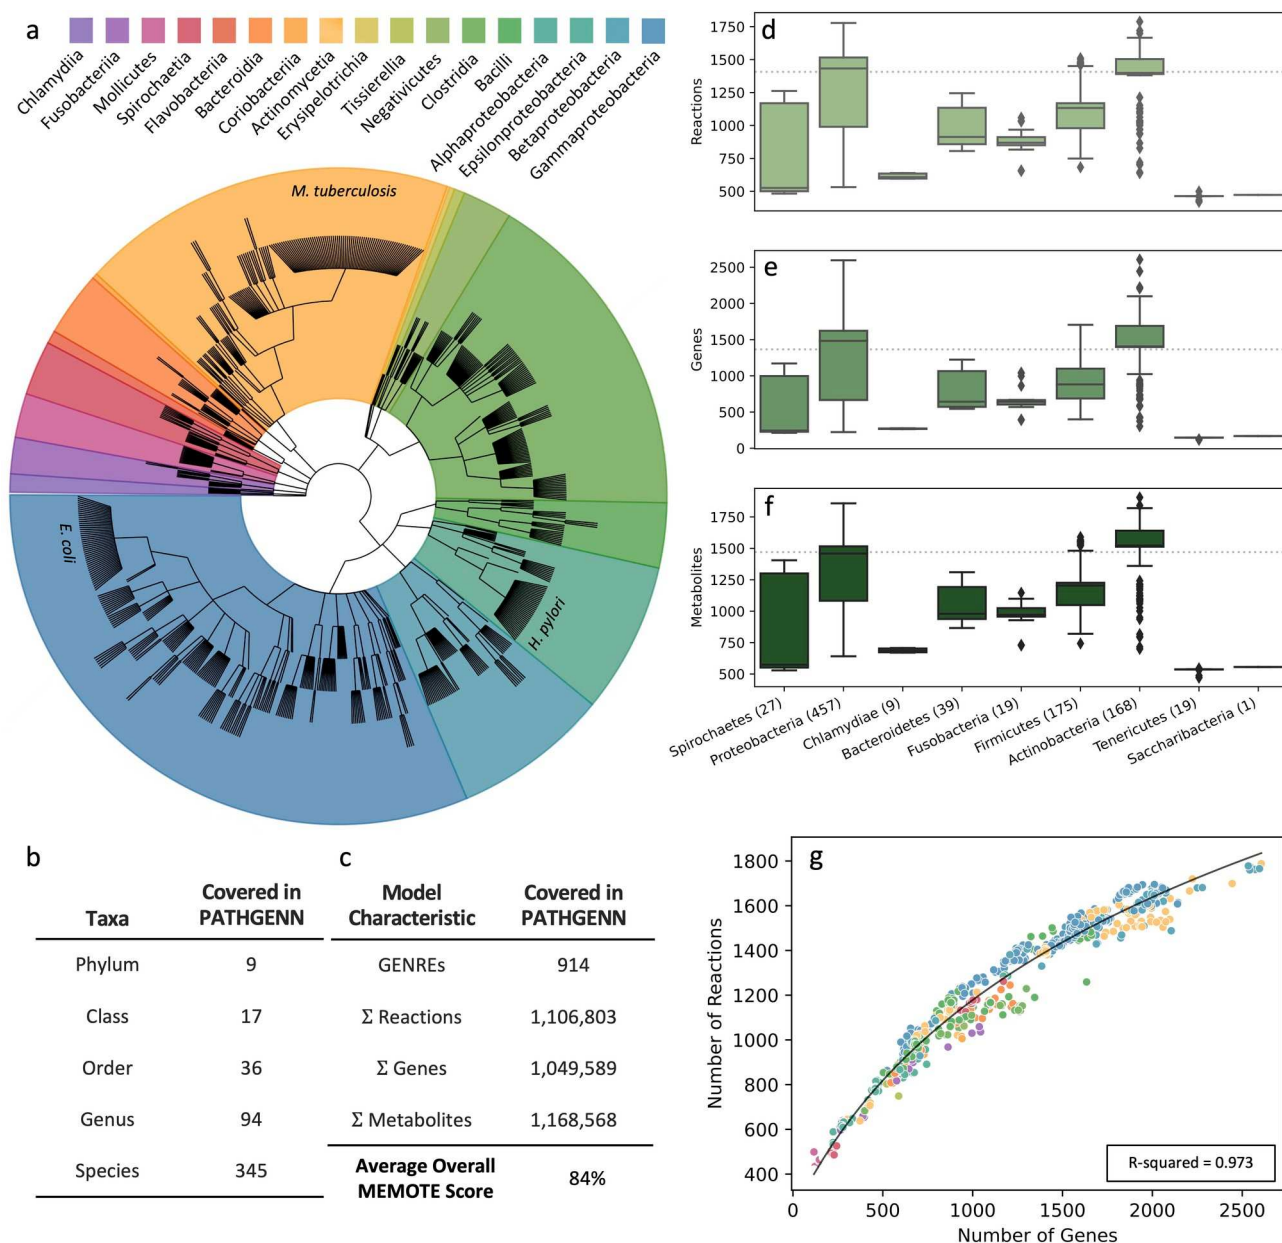 a
Chlamydiia
Fusobacteriia
Mollicutes
Spirochaetia
Flavobacteriia
Bacteroidia
Coriobacteriia
Actinomycetia
Erysipelotrichia
Tissierellia
Negativicutes
Clostridia
Bacilli
Alphaproteobacteria
Epsilonproteobacteria
Betaproteobacteria
Gammaproteobacteria
M. tuberculosis
E. coli
H. pylori
b
Taxa
Covered in
PATHGENN
Phylum 9
Class 17
Order 36
Genus 94
Species 345
c
Model
Characteristic
Covered in
PATHGENN
GENREs 914
Σ Reactions 1,106,803
Σ Genes 1,049,589
Σ Metabolites 1,168,568
Average Overall
MEMOTE Score
84%
d
Reactions
1750
1500
1250
1000
750
500
e
Genes
2500
2000
1500
1000
500
0
f
Metabolites
1750
1500
1250
1000
750
500
Spirochaetes (27)
Proteobacteria (457)
Chlamydiae (9)
Bacteroidetes (39)
Fusobacteria (19)
Firmicutes (175)
Actinobacteria (168)
Tenericutes (19)
Saccharibacteria (1)
g
Number of Reactions
1800
1600
1400
1200
1000
800
600
400
R-squared = 0.973
0 500 1000 1500 2000 2500
Number of Genes